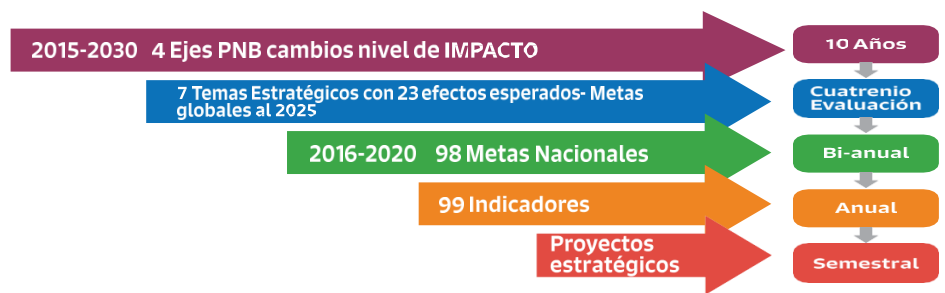 2015-2030 4 Ejes PNB cambios nivel de IMPACTO
10 Años
7 Temas Estratégicos con 23 efectos esperados- Metas
globales al 2025
Cuatrenio
Evaluación
2016-2020 98 Metas Nacionales
Bi-anual
99 Indicadores
Anual
Proyectos
estratégicos
Semestral